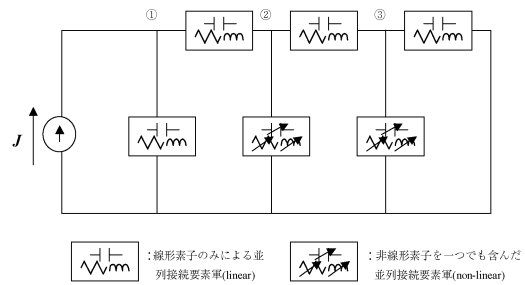 ① ② ③
J
:線形素子のみによる並
列接続要素軍(linear)
:非線形素子を一つでも含んだ
並列接続要素軍(non-linear)